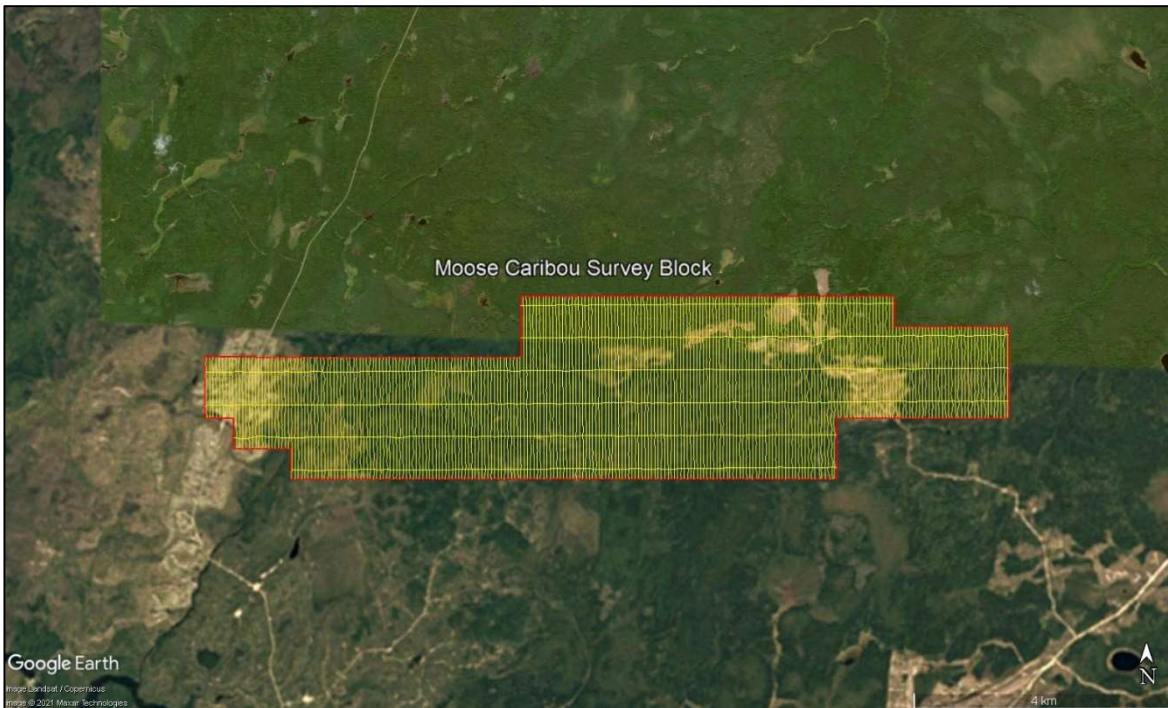 Moose Caribou Survey Block
Google Earth
Image Landsat / Copernicus
Image © 2021 Maxar Technologies
N
4 km